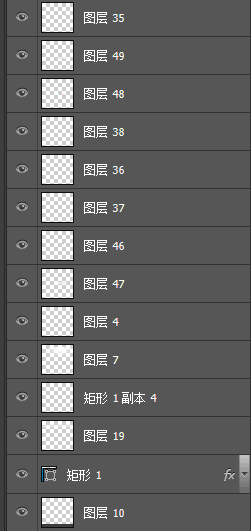 图层 35
图层 49
图层 48
图层 38
图层 36
图层 37
图层 46
图层 47
图层 4
图层 7
矩形 1 副本 4
图层 19
矩形 1 fx
图层 10